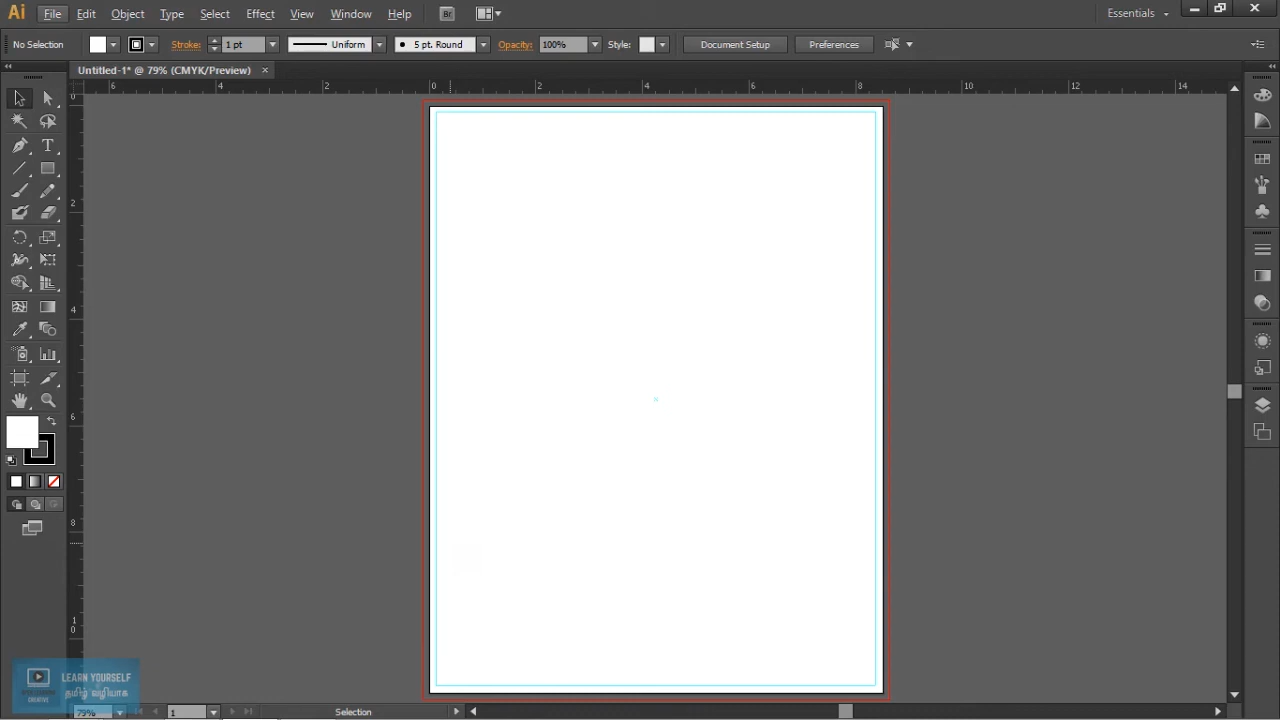 Ai File Edit Object Type Select Effect View Window Help Br Essentials
No Selection Stroke: 1 pt Uniform 5 pt. Round Opacity: 100% Style: Document Setup Preferences
Untitled-1* @ 79% (CMYK/Preview) ×
6 4 2 0 2 4 6 8 10 12 14
0
2
4
6
8
1
0
LEARN YOURSELF
தமிழ் வழியாக
CREATIVE
79% 1 Selection